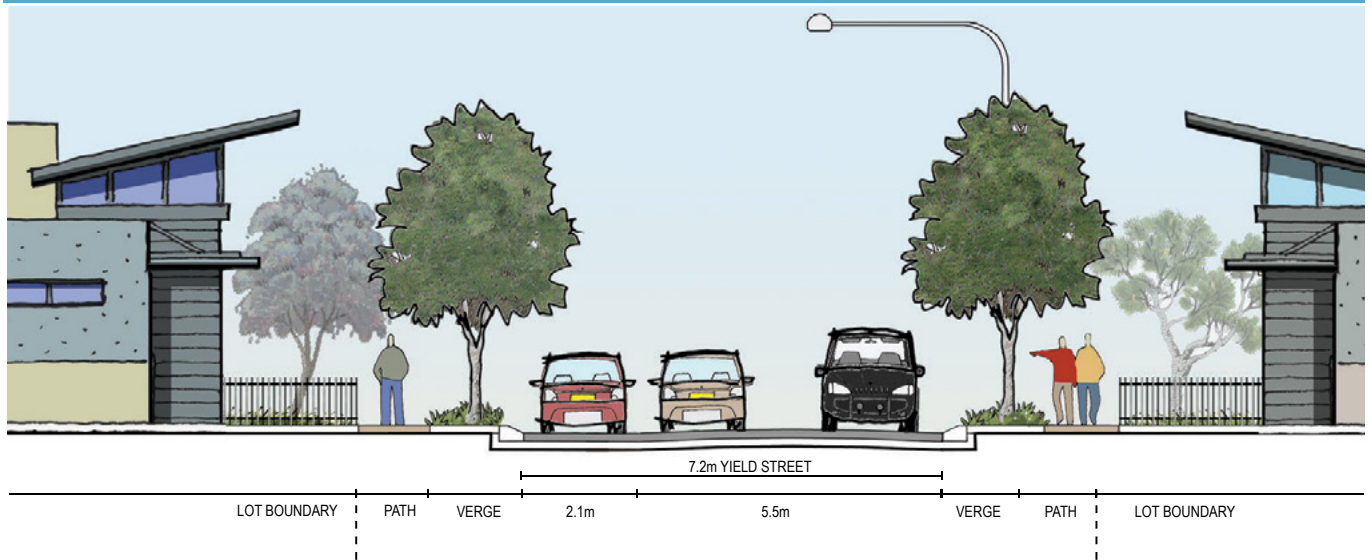 7.2m YIELD STREET
LOT BOUNDARY PATH VERGE 2.1m 5.5m VERGE PATH LOT BOUNDARY